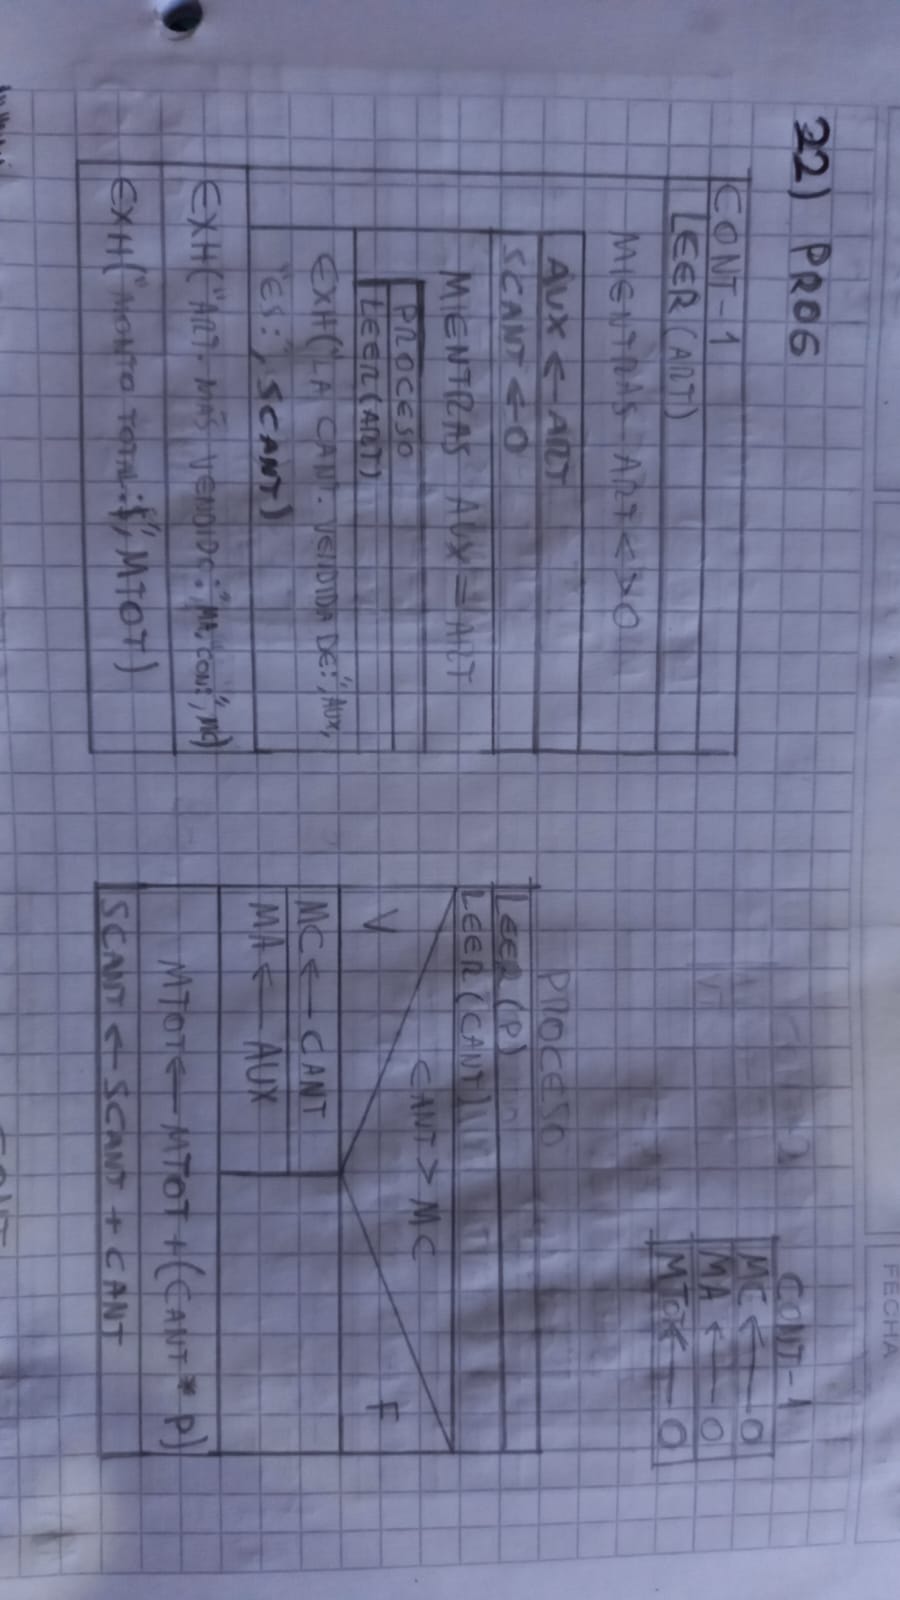 FECHA
22) PROG
CONT-1
LEER (ART)
MIENTRAS ART <> 0
AUX ← ART
SCANT ← 0
MIENTRAS AUX = ART
PROCESO
LEER (ART)
EXH("LA CANT. VENDIDA DE:", AUX,
"ES:", SCANT)
EXH("ART. MÁS VENDIDO:" MA, "CON:", MC)
EXH("MONTO TOTAL:$", MTOT)
CONT-1
MC ← 0
MA ← 0
MTOT ← 0
PROCESO
LEER (P)
LEER (CANT)
CANT > MC
V F
MC ← CANT
MA ← AUX
MTOT ← MTOT + (CANT * P)
SCANT ← SCANT + CANT